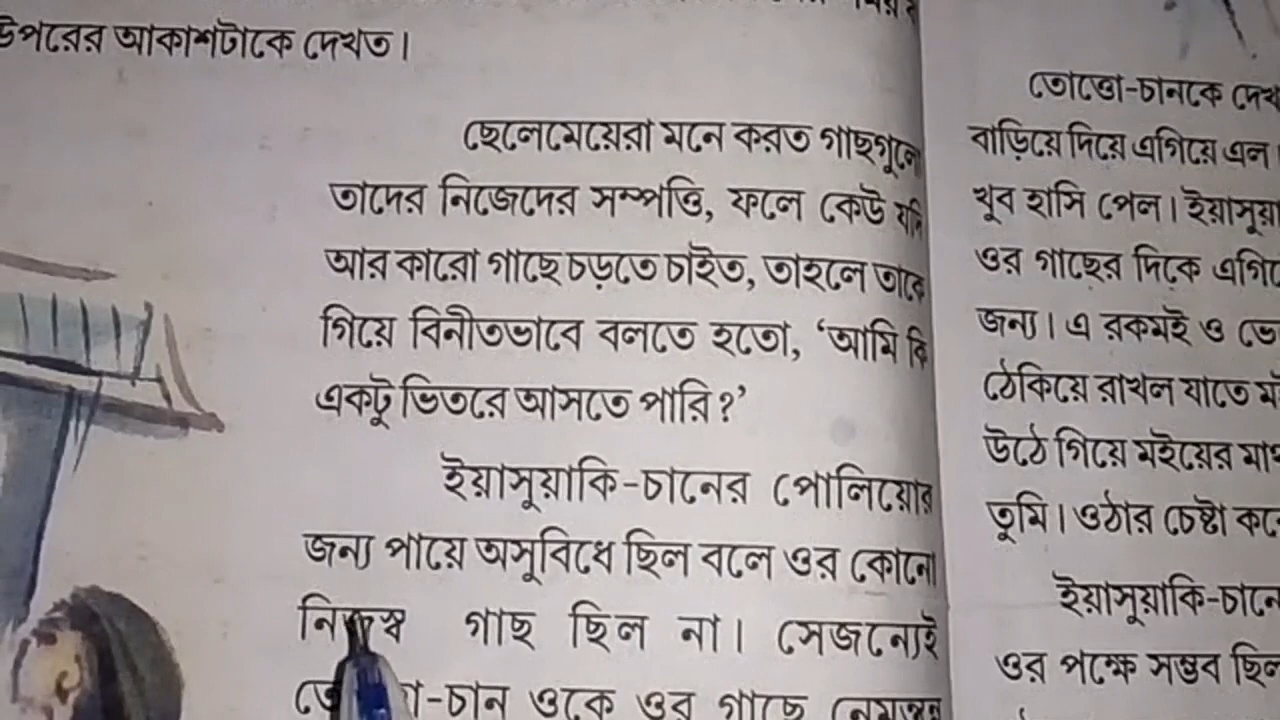 উপরের আকাশটাকে দেখত।
ছেলেমেয়েরা মনে করত গাছগুলো
তাদের নিজেদের সম্পত্তি, ফলে কেউ যদি
আর কারো গাছে চড়তে চাইত, তাহলে তাকে
গিয়ে বিনীতভাবে বলতে হতো, ‘আমি কি
একটু ভিতরে আসতে পারি?’
ইয়াসুয়াকি-চানের পোলিয়োর
জন্য পায়ে অসুবিধে ছিল বলে ওর কোনো
গাছ ছিল না। সেজন্যেই
ওকে ওর গাছে
তোত্তো-চানকে
বাড়িয়ে দিয়ে এগিয়ে এল।
খুব হাসি পেল।
ওর গাছের দিকে
জন্য। এ রকমই ও
ঠেকিয়ে রাখল যাতে
উঠে গিয়ে মইয়ের
তুমি। ওঠার চেষ্টা
ইয়াসুয়াকি-চানে
ওর পক্ষে সম্ভব ছিল